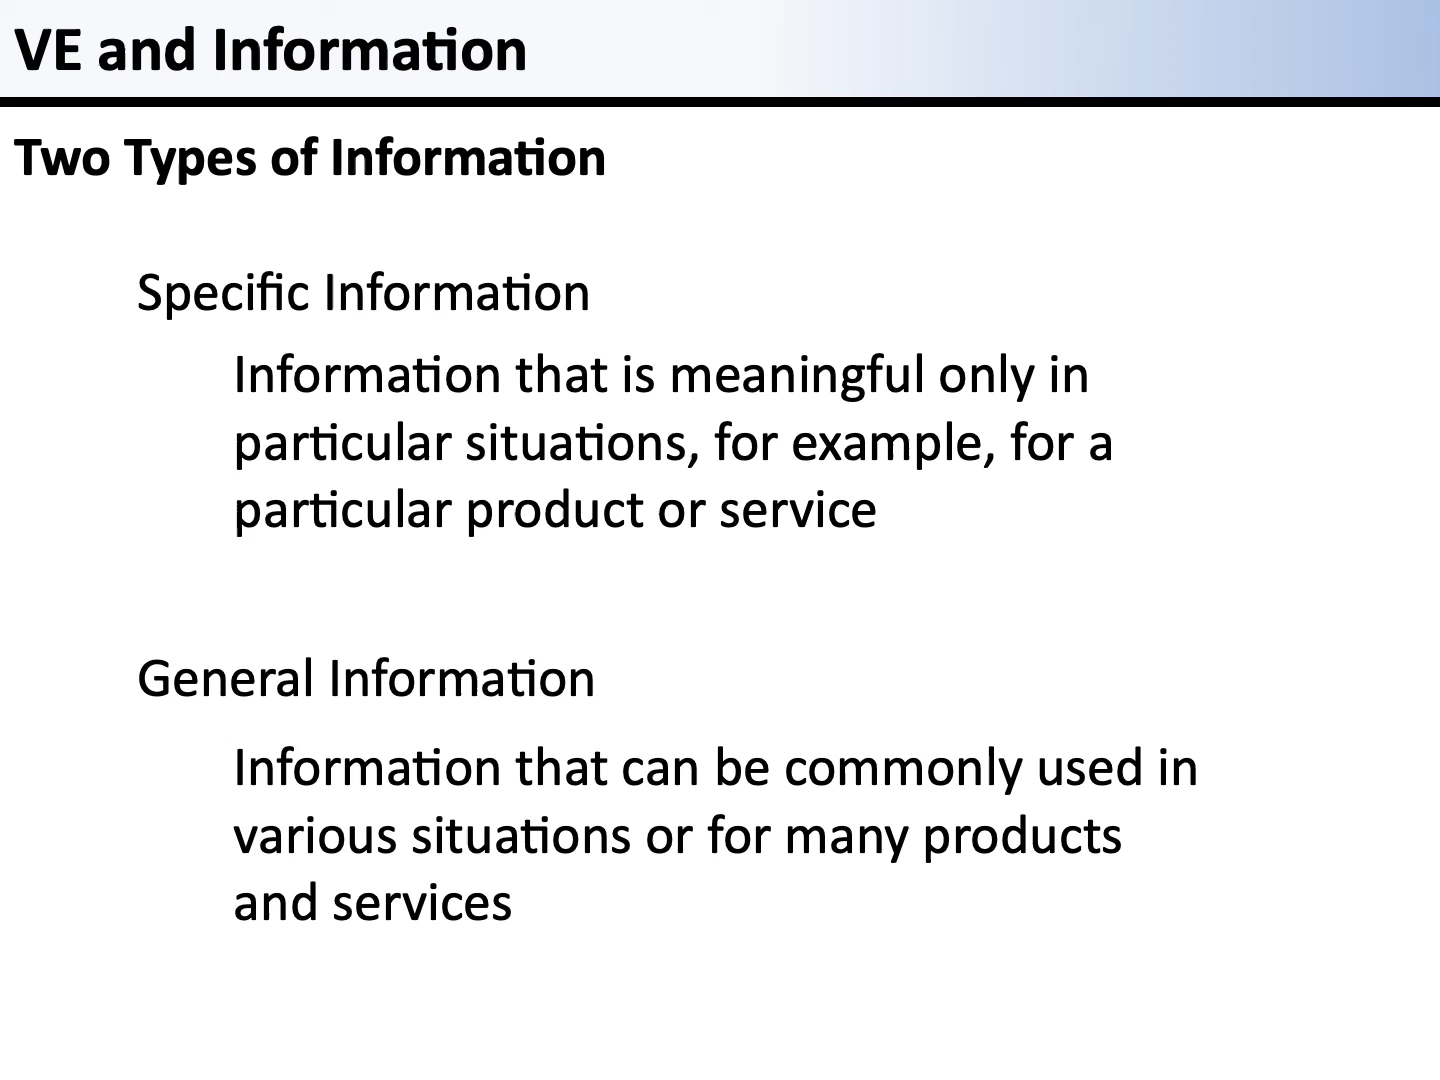 VE and Information
Two Types of Information
Specific Information
Information that is meaningful only in
particular situations, for example, for a
particular product or service
General Information
Information that can be commonly used in
various situations or for many products
and services